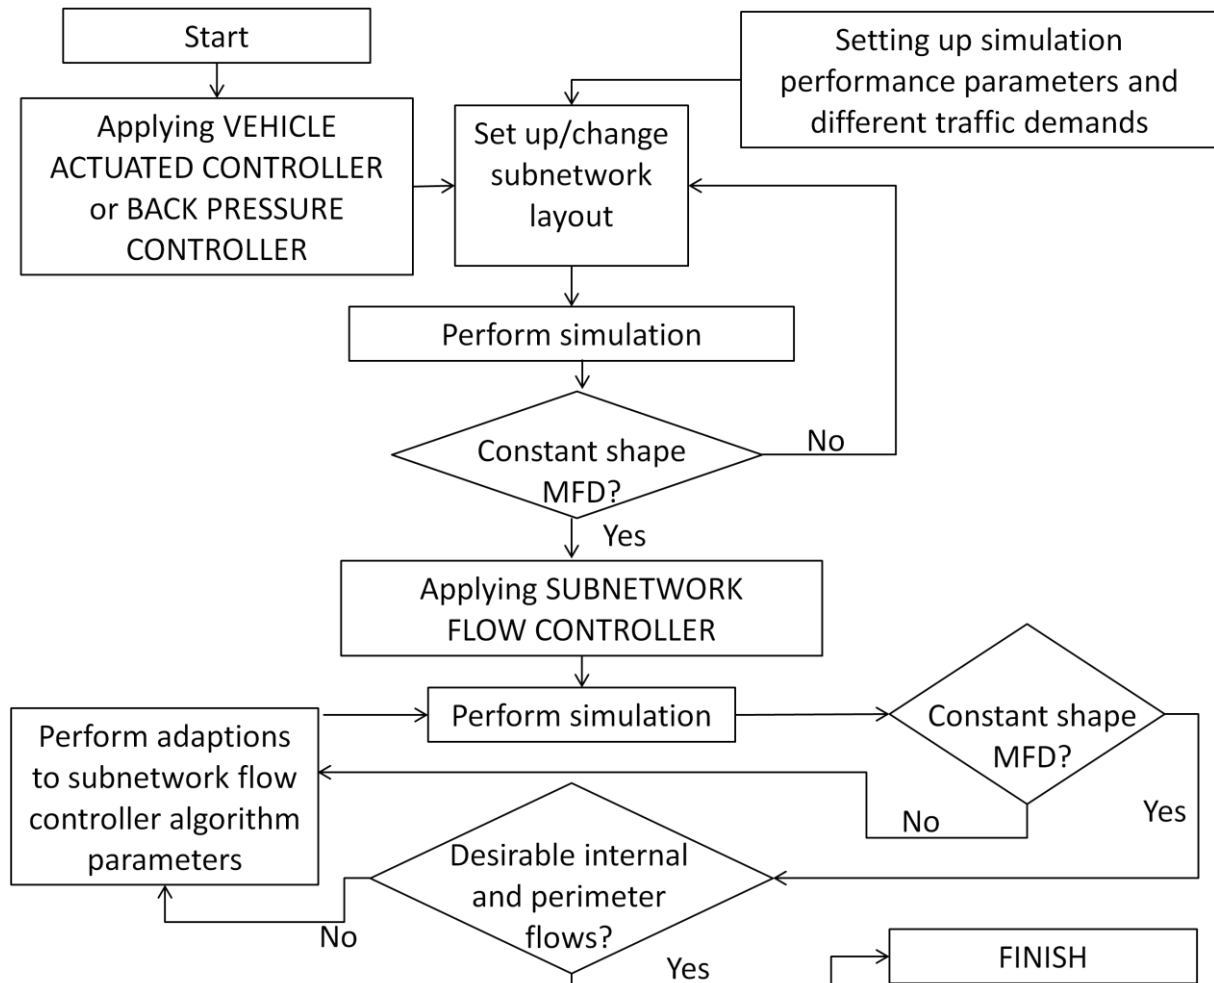 Start
Setting up simulation
performance parameters and
different traffic demands
Applying VEHICLE
ACTUATED CONTROLLER
or BACK PRESSURE
CONTROLLER
Set up/change
subnetwork
layout
Perform simulation
Constant shape
MFD?
No
Yes
Applying SUBNETWORK
FLOW CONTROLLER
Perform simulation
Constant shape
MFD?
No
Yes
Perform adaptions
to subnetwork flow
controller algorithm
parameters
Desirable internal
and perimeter
flows?
No
Yes
FINISH